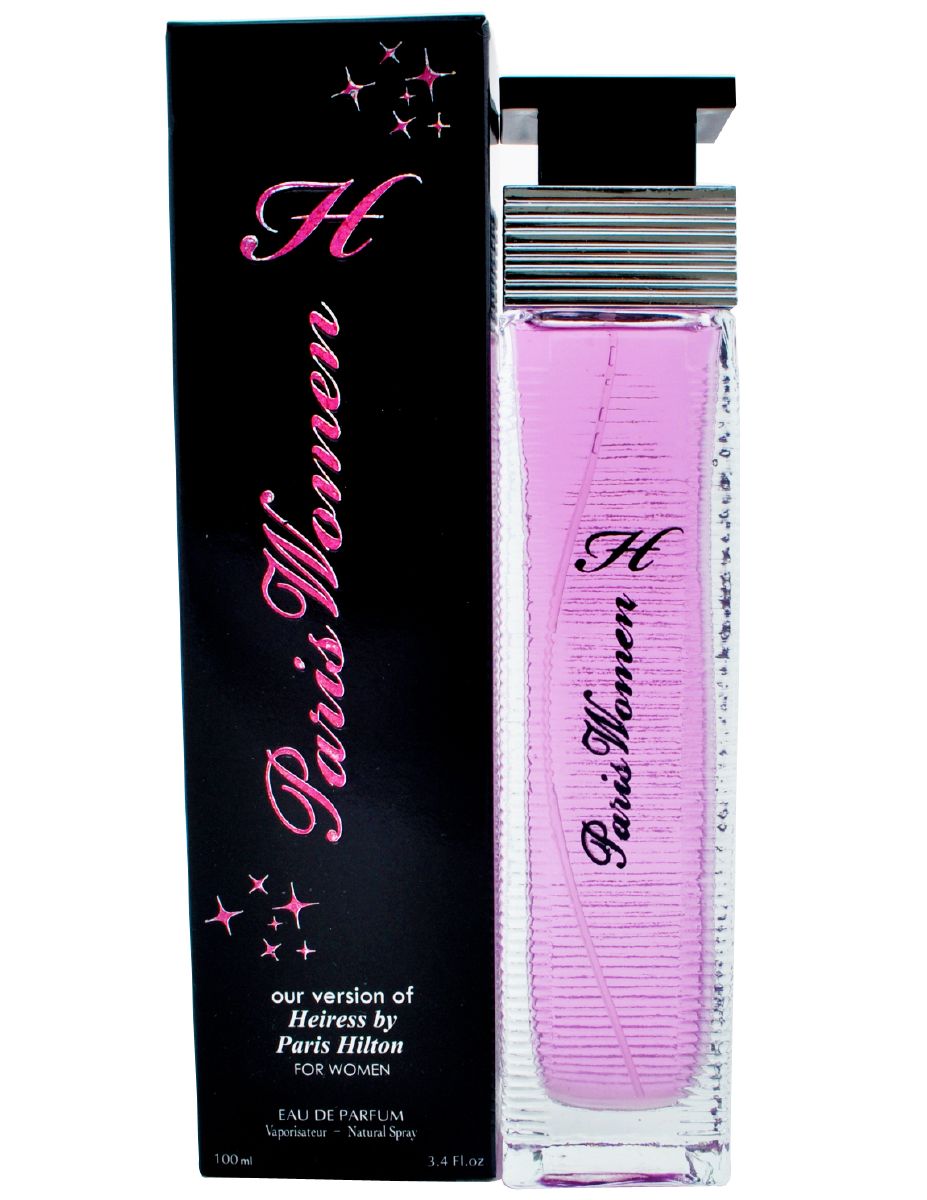 Paris Women H
our version of
Heiress by
Paris Hilton
FOR WOMEN
EAU DE PARFUM
Vaporisateur – Natural Spray
100 ml 3.4 Fl.oz
Paris Women H